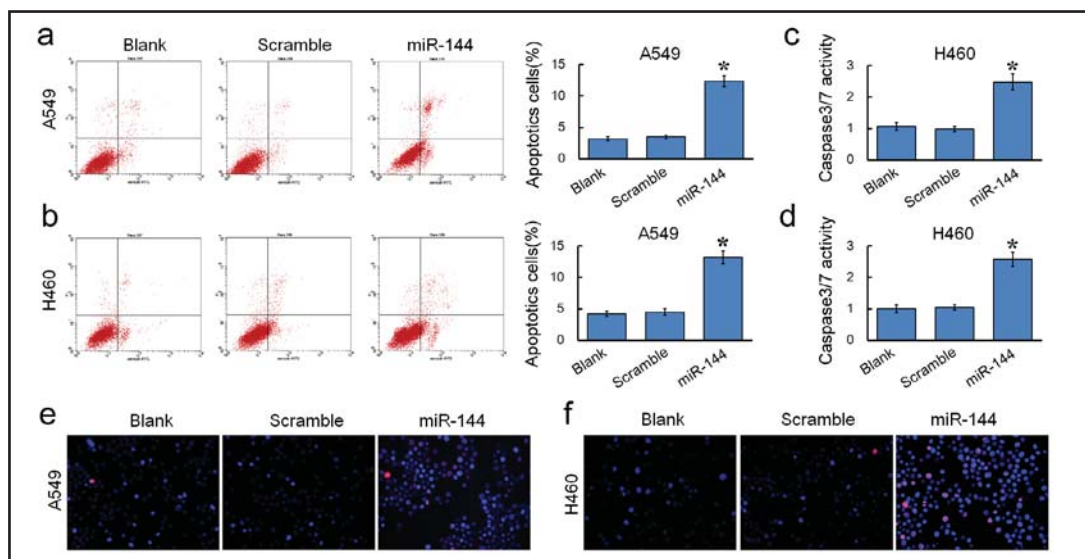 a
Blank
Scramble
miR-144
A549
Apoptotics cells(%)
A549
15
10
5
0
*
Blank
Scramble
miR-144
c
H460
Caspase3/7 activity
3
2
1
0
*
Blank
Scramble
miR-144
b
H460
Apoptotics cells(%)
A549
15
10
5
0
*
Blank
Scramble
miR-144
d
H460
Caspase3/7 activity
3
2
1
0
*
Blank
Scramble
miR-144
e
Blank
Scramble
miR-144
A549
f
Blank
Scramble
miR-144
H460